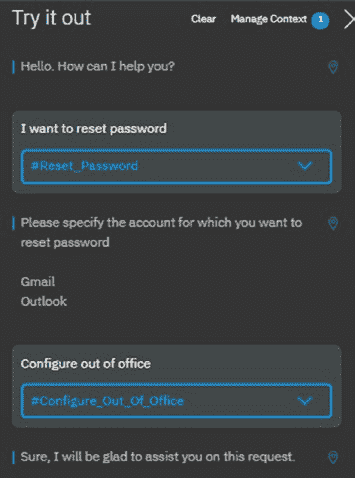 Try it out
Clear
Manage Context 1
Hello. How can I help you?
I want to reset password
#Reset_Password
Please specify the account for which you want to
reset password
Gmail
Outlook
Configure out of office
#Configure_Out_Of_Office
Sure, I will be glad to assist you on this request.